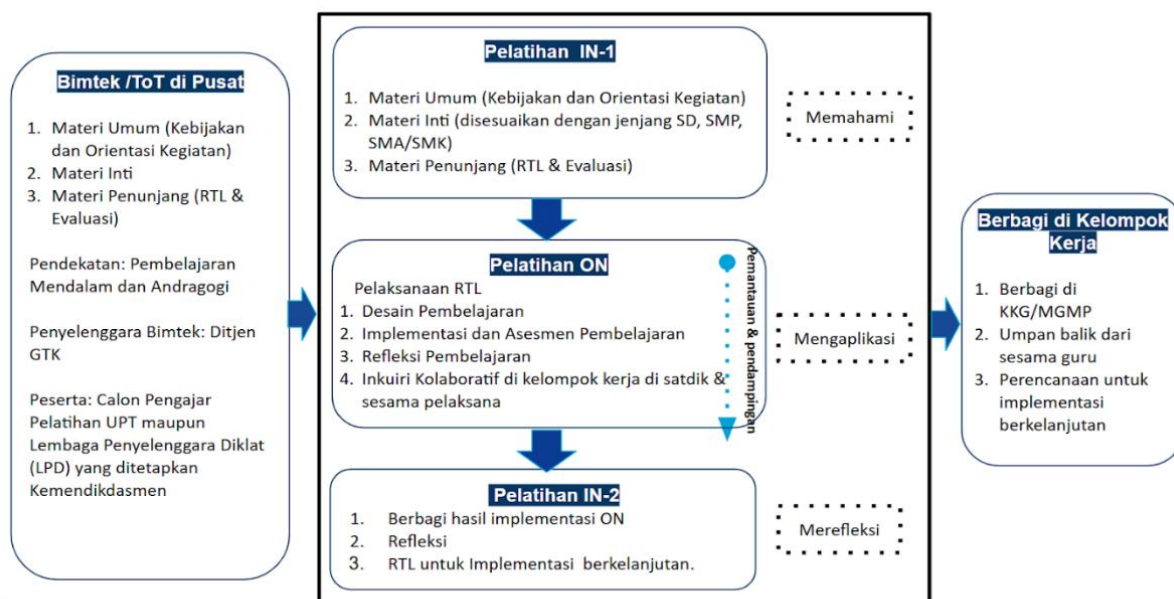 Bimtek /ToT di Pusat
1. Materi Umum (Kebijakan
dan Orientasi Kegiatan)
2. Materi Inti
3. Materi Penunjang (RTL &
Evaluasi)
Pendekatan: Pembelajaran
Mendalam dan Andragogi
Penyelenggara Bimtek: Ditjen
GTK
Peserta: Calon Pengajar
Pelatihan UPT maupun
Lembaga Penyelenggara Diklat
(LPD) yang ditetapkan
Kemendikdasmen
Pelatihan IN-1
1. Materi Umum (Kebijakan dan Orientasi Kegiatan)
2. Materi Inti (disesuaikan dengan jenjang SD, SMP,
SMA/SMK)
3. Materi Penunjang (RTL & Evaluasi)
Memahami
Pelatihan ON
Pelaksanaan RTL
1. Desain Pembelajaran
2. Implementasi dan Asesmen Pembelajaran
3. Refleksi Pembelajaran
4. Inkuiri Kolaboratif di kelompok kerja di satdik &
sesama pelaksana
Pemantauan & pendampingan
Mengaplikasi
Pelatihan IN-2
1. Berbagi hasil implementasi ON
2. Refleksi
3. RTL untuk Implementasi berkelanjutan.
Merefleksi
Berbagi di Kelompok
Kerja
1. Berbagi di
KKG/MGMP
2. Umpan balik dari
sesama guru
3. Perencanaan untuk
implementasi
berkelanjutan